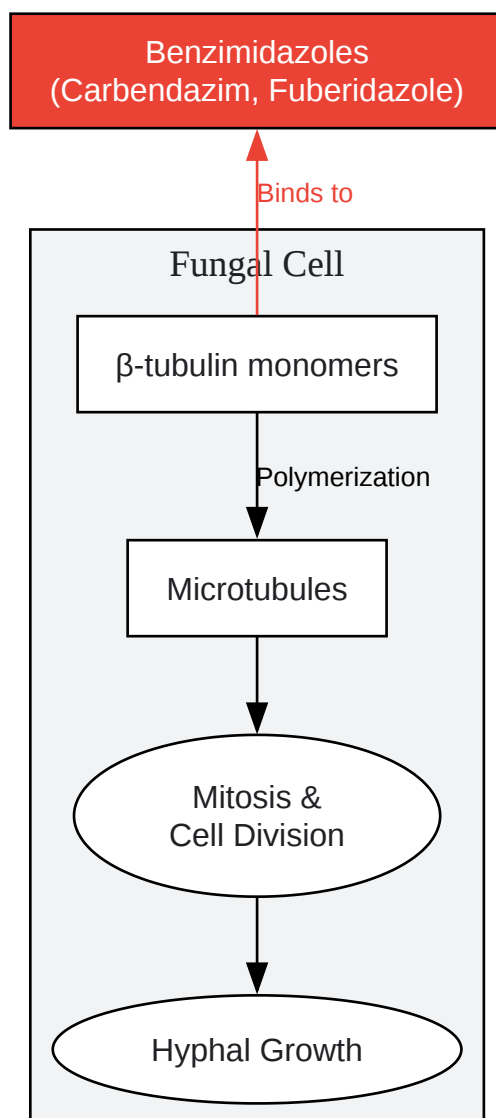 Benzimidazoles
(Carbendazim, Fuberidazole)
Binds to
Fungal Cell
β-tubulin monomers
Polymerization
Microtubules
Mitosis &
Cell Division
Hyphal Growth